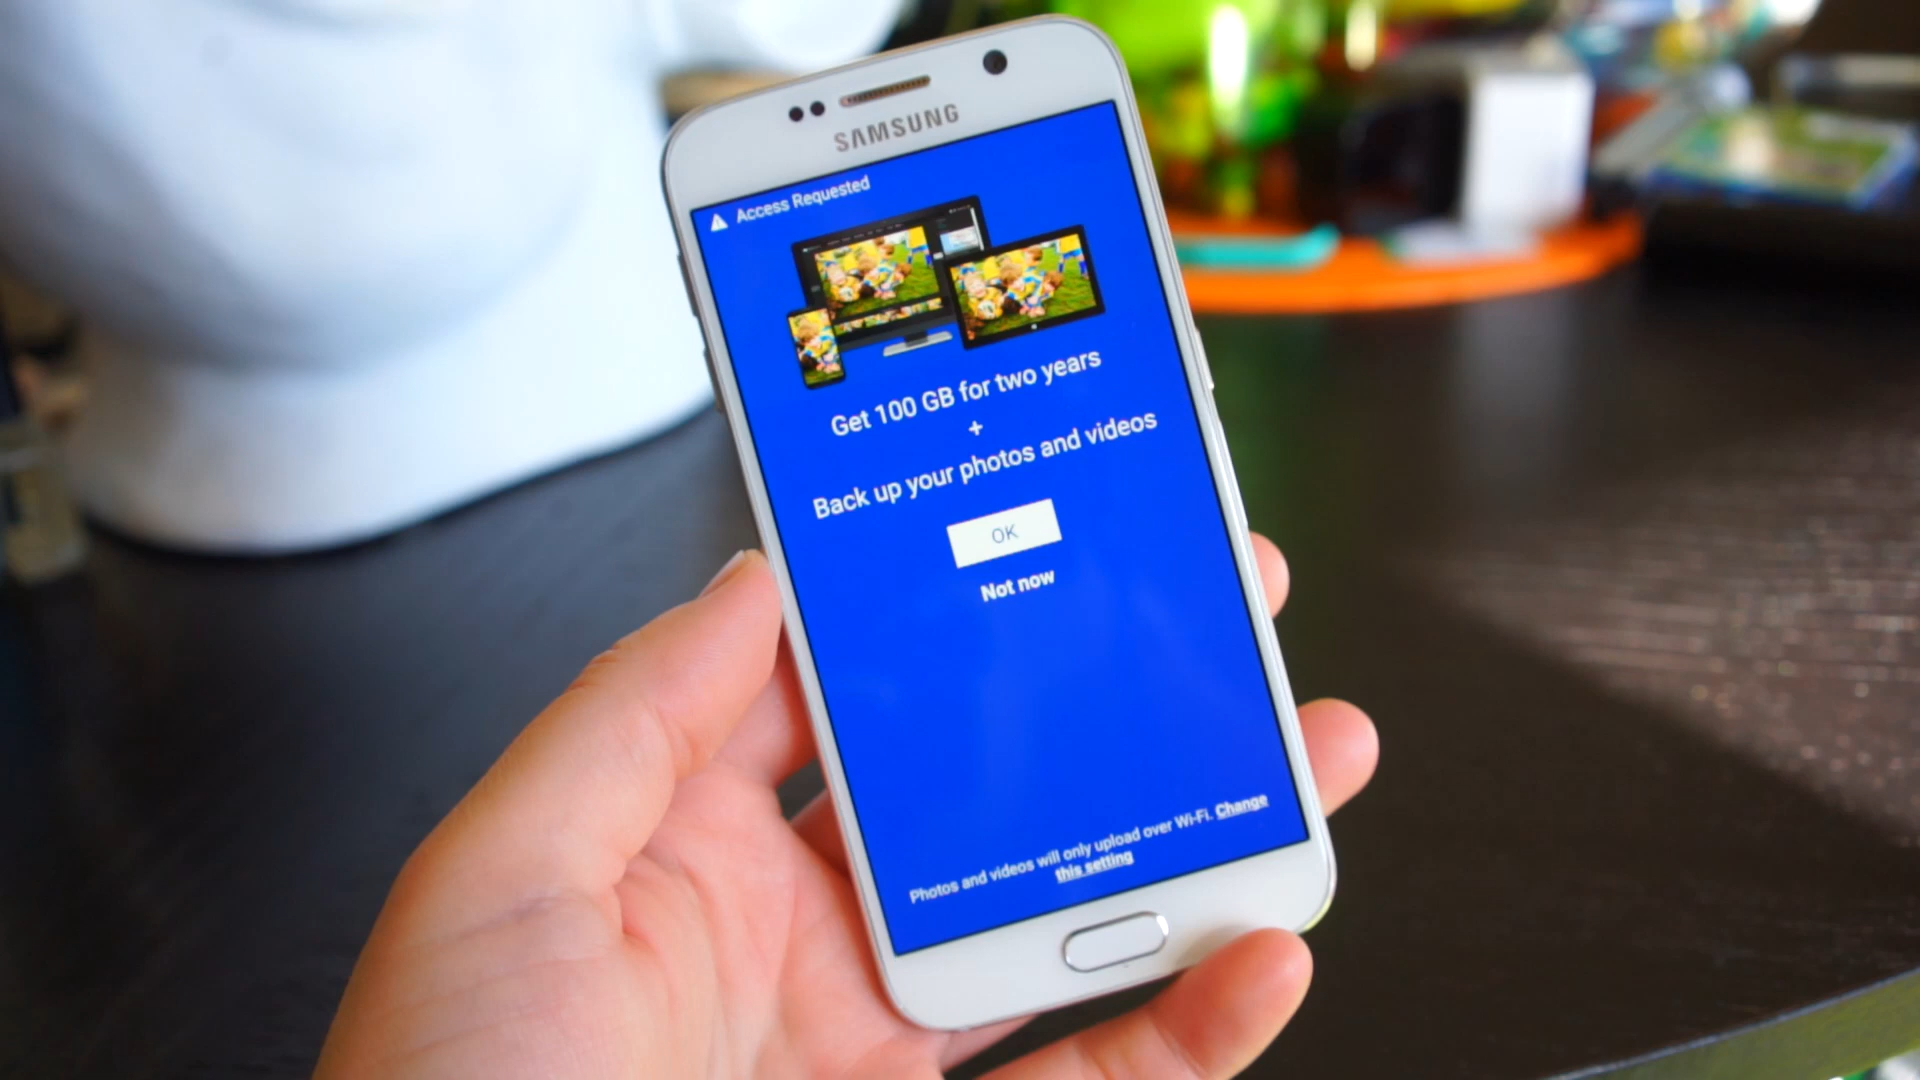 SAMSUNG
Access Requested
Get 100 GB for two years
+
Back up your photos and videos
OK
Not now
Photos and videos will only upload over Wi-Fi. Change
this setting